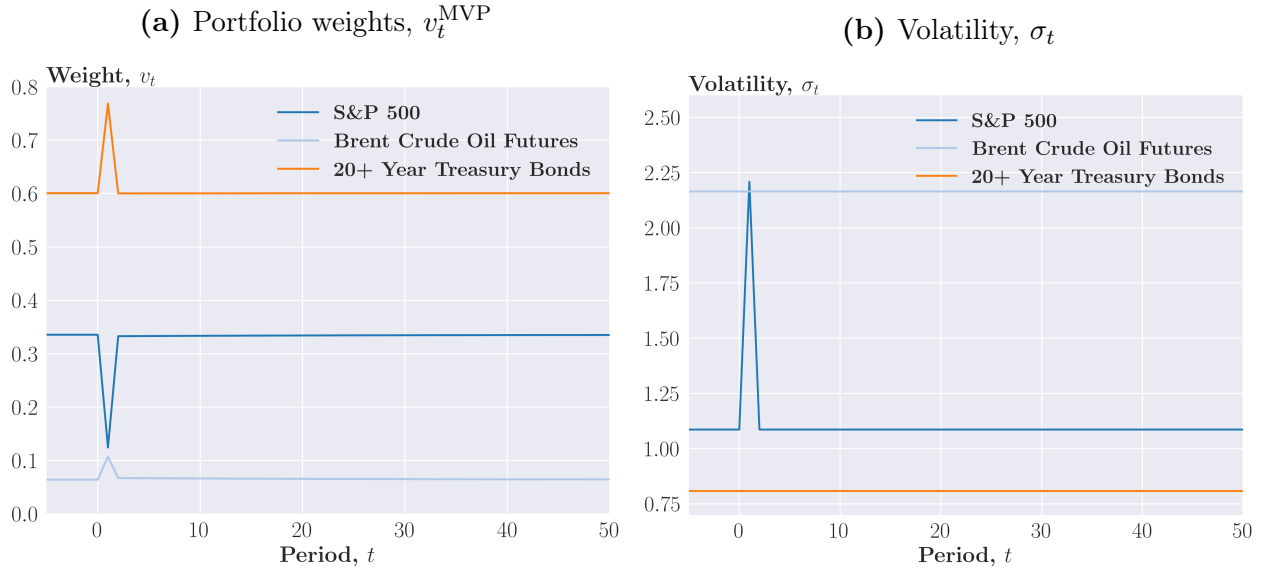 (a) Portfolio weights, $v_t^{\mathrm{MVP}}$
Weight, $v_t$
0.8
0.7
0.6
0.5
0.4
0.3
0.2
0.1
0.0
S&P 500
Brent Crude Oil Futures
20+ Year Treasury Bonds
0 10 20 30 40 50
Period, $t$
(b) Volatility, $\sigma_t$
Volatility, $\sigma_t$
2.50
2.25
2.00
1.75
1.50
1.25
1.00
0.75
S&P 500
Brent Crude Oil Futures
20+ Year Treasury Bonds
0 10 20 30 40 50
Period, $t$